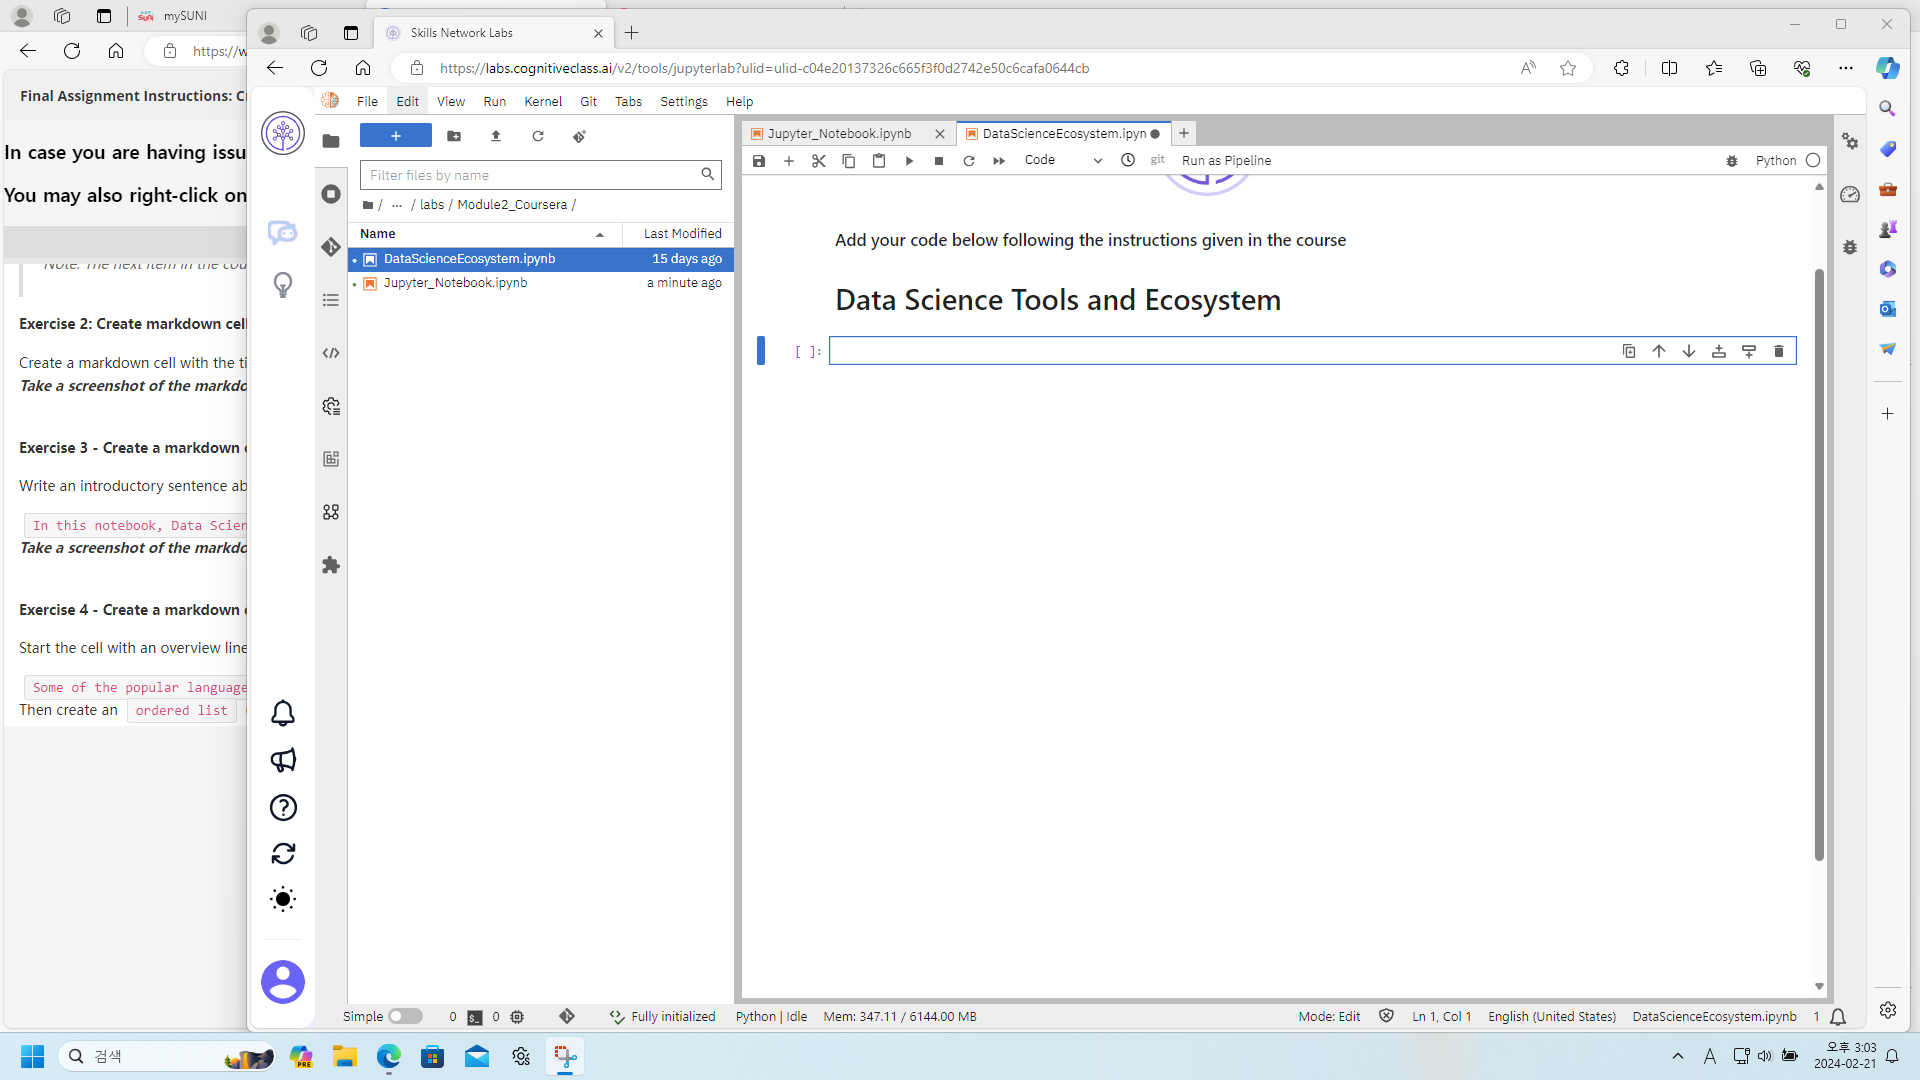 mySUNI
https://w
Final Assignment Instructions: C
In case you are having issu
You may also right-click on
Note: The next item in the cou
Exercise 2: Create markdown cell
Create a markdown cell with the ti
Take a screenshot of the markdo
Exercise 3 - Create a markdown
Write an introductory sentence ab
In this notebook, Data Scien
Take a screenshot of the markdo
Exercise 4 - Create a markdown
Start the cell with an overview line
Some of the popular language
Then create an ordered list
Skills Network Labs
https://labs.cognitiveclass.ai/v2/tools/jupyterlab?ulid=ulid-c04e20137326c665f3f0d2742e50c6cafa0644cb
File Edit View Run Kernel Git Tabs Settings Help
Filter files by name
/ ... / labs / Module2_Coursera /
Name Last Modified
DataScienceEcosystem.ipynb 15 days ago
Jupyter_Notebook.ipynb a minute ago
Jupyter_Notebook.ipynb
DataScienceEcosystem.ipyn
Code
git
Run as Pipeline
Python
Add your code below following the instructions given in the course
Data Science Tools and Ecosystem
[ ]:
Simple 0 $_ 0 Fully initialized Python | Idle Mem: 347.11 / 6144.00 MB
Mode: Edit Ln 1, Col 1 English (United States) DataScienceEcosystem.ipynb 1
검색
PRE
A
오후 3:03
2024-02-21